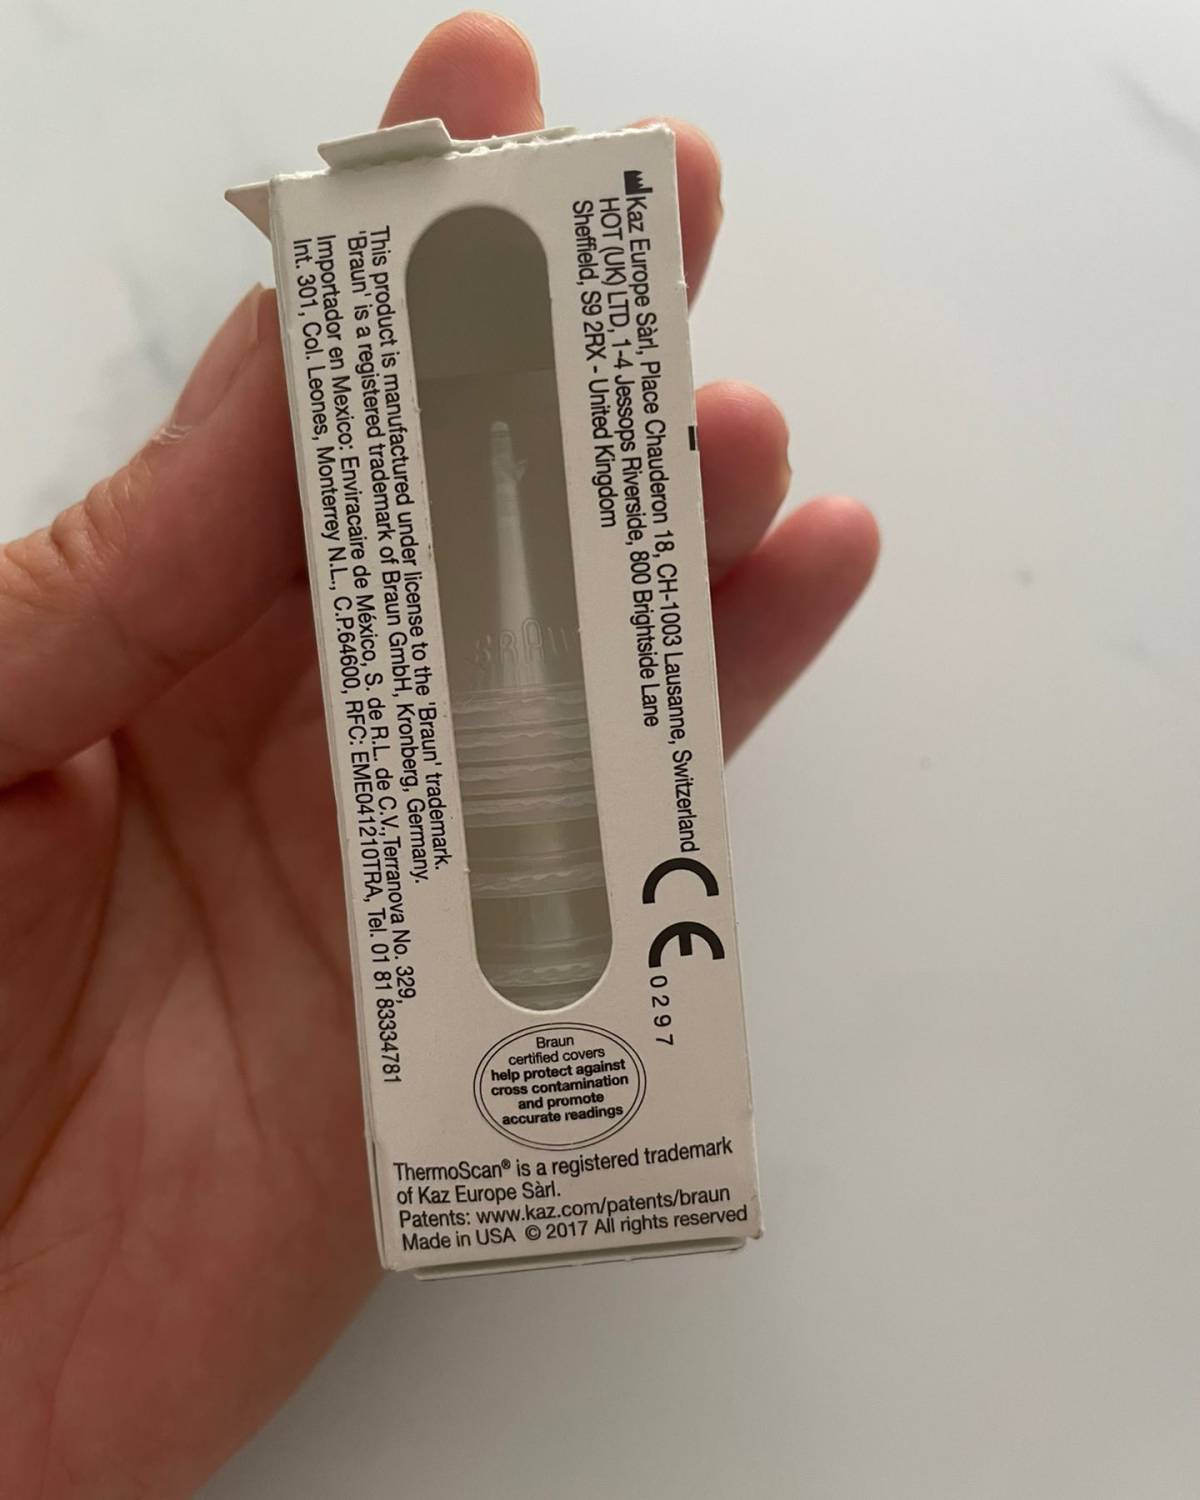 Kaz Europe Sàrl, Place Chauderon 18, CH-1003 Lausanne, Switzerland
HOT (UK) LTD, 1-4 Jessops Riverside, 800 Brightside Lane
Sheffield, S9 2RX - United Kingdom
CE
0297
BRAU
This product is manufactured under license to the 'Braun' trademark.
'Braun' is a registered trademark of Braun GmbH, Kronberg, Germany.
Importador en Mexico: Enviracaire de México, S. de R.L. de C.V., Terranova No. 329,
Int. 301, Col. Leones, Monterrey N.L., C.P.64600, RFC: EME041210TRA, Tel. 01 81 83334781
Braun
certified covers
help protect against
cross contamination
and promote
accurate readings
ThermoScan® is a registered trademark
of Kaz Europe Sàrl.
Patents: www.kaz.com/patents/braun
Made in USA © 2017 All rights reserved